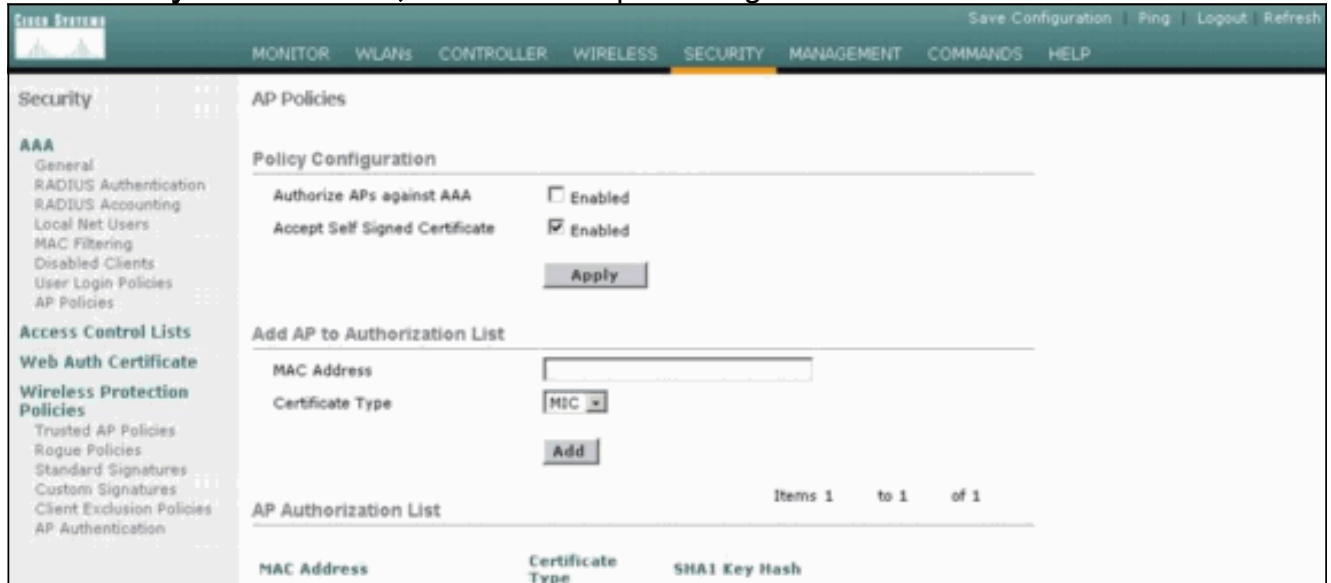 CISCO SYSTEMS
Save Configuration | Ping | Logout | Refresh
MONITOR WLANs CONTROLLER WIRELESS SECURITY MANAGEMENT COMMANDS HELP
Security
AAA
General
RADIUS Authentication
RADIUS Accounting
Local Net Users
MAC Filtering
Disabled Clients
User Login Policies
AP Policies
Access Control Lists
Web Auth Certificate
Wireless Protection
Policies
Trusted AP Policies
Rogue Policies
Standard Signatures
Custom Signatures
Client Exclusion Policies
AP Authentication
AP Policies
Policy Configuration
Authorize APs against AAA Enabled
Accept Self Signed Certificate Enabled
Apply
Add AP to Authorization List
MAC Address
Certificate Type MIC
Add
Items 1 to 1 of 1
AP Authorization List
MAC Address Certificate Type SHA1 Key Hash